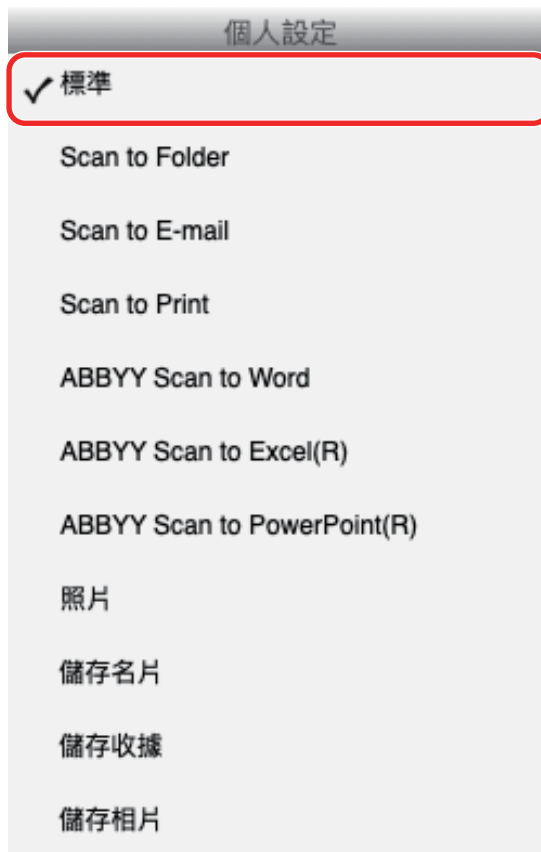 個人設定
標準
Scan to Folder
Scan to E-mail
Scan to Print
ABBYY Scan to Word
ABBYY Scan to Excel(R)
ABBYY Scan to PowerPoint(R)
照片
儲存名片
儲存收據
儲存相片